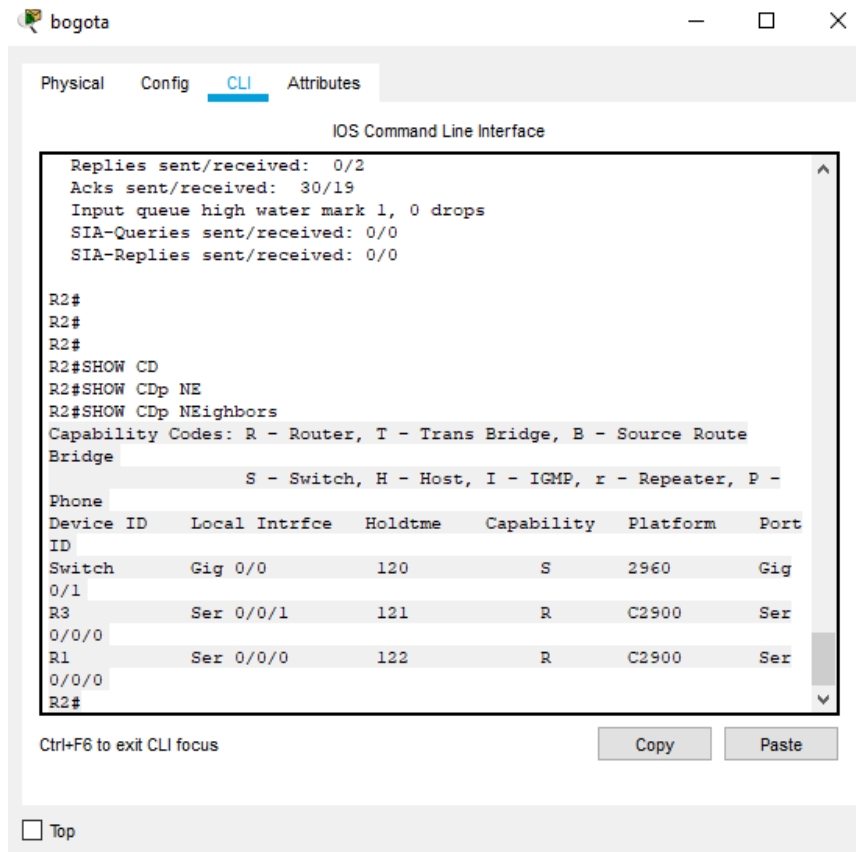 bogota
Physical Config CLI Attributes
IOS Command Line Interface
Replies sent/received: 0/2
Acks sent/received: 30/19
Input queue high water mark 1, 0 drops
SIA-Queries sent/received: 0/0
SIA-Replies sent/received: 0/0
R2#
R2#
R2#
R2#SHOW CD
R2#SHOW CDp NE
R2#SHOW CDp NEighbors
Capability Codes: R - Router, T - Trans Bridge, B - Source Route
Bridge
S - Switch, H - Host, I - IGMP, r - Repeater, P -
Phone
Device ID Local Intrfce Holdtme Capability Platform Port
ID
Switch Gig 0/0 120 S 2960 Gig
0/1
R3 Ser 0/0/1 121 R C2900 Ser
0/0/0
R1 Ser 0/0/0 122 R C2900 Ser
0/0/0
R2#
Ctrl+F6 to exit CLI focus Copy Paste
Top